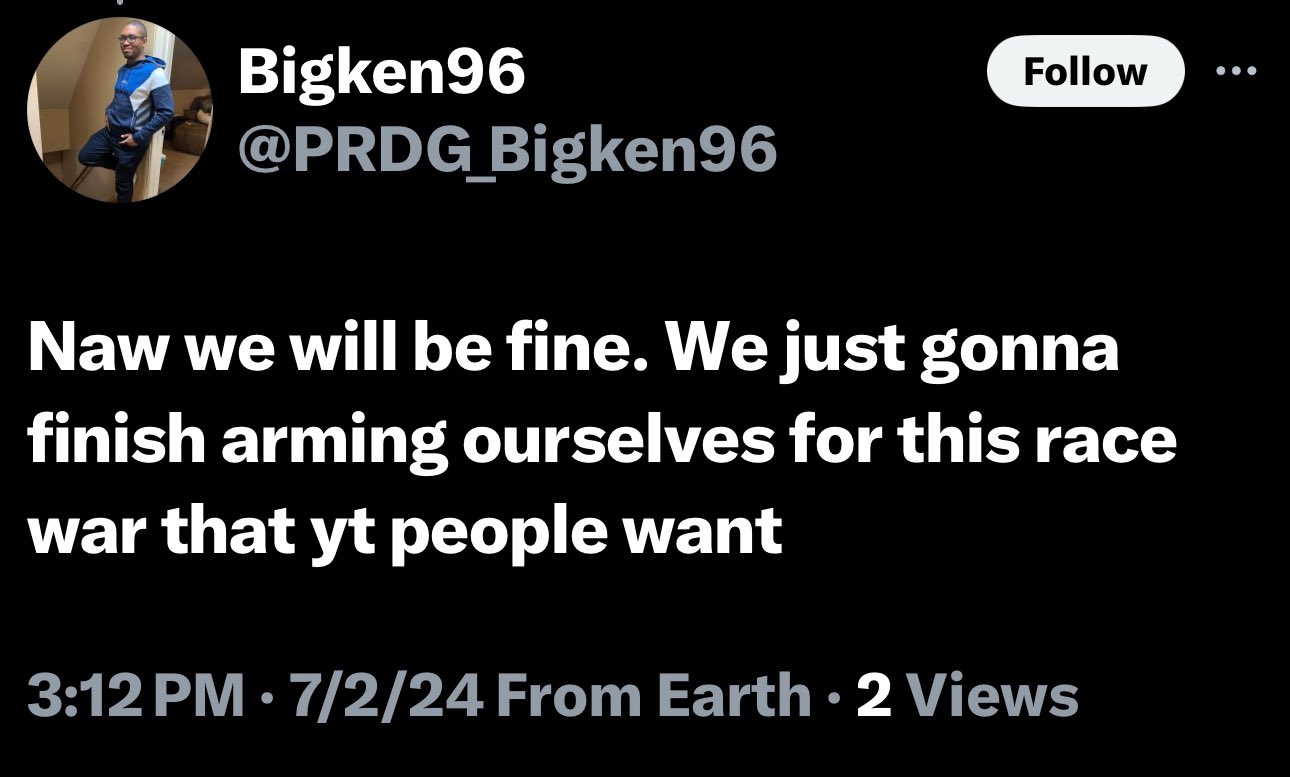 Bigken96
Follow
@PRDG_Bigken96
Naw we will be fine. We just gonna
finish arming ourselves for this race
war that yt people want
3:12 PM · 7/2/24 From Earth · 2 Views